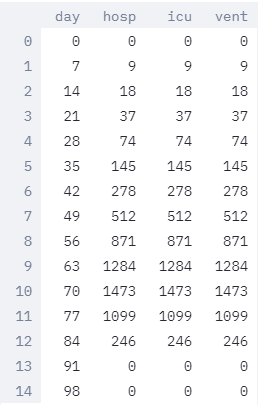 day hosp icu vent
0 0 0 0 0
1 7 9 9 9
2 14 18 18 18
3 21 37 37 37
4 28 74 74 74
5 35 145 145 145
6 42 278 278 278
7 49 512 512 512
8 56 871 871 871
9 63 1284 1284 1284
10 70 1473 1473 1473
11 77 1099 1099 1099
12 84 246 246 246
13 91 0 0 0
14 98 0 0 0